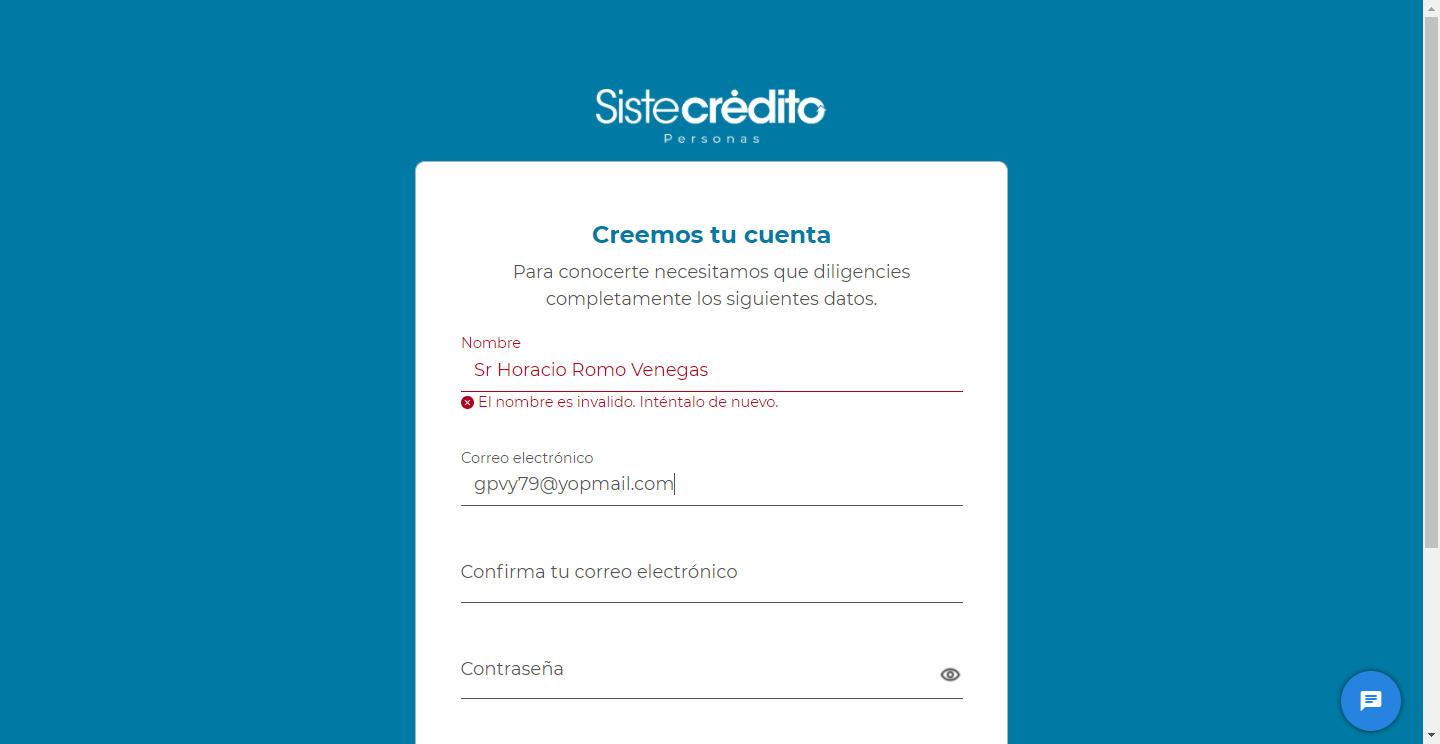 Sistecrédito
Personas
Creemos tu cuenta
Para conocerte necesitamos que diligencies
completamente los siguientes datos.
Nombre
Sr Horacio Romo Venegas
El nombre es invalido. Inténtalo de nuevo.
Correo electrónico
gpvy79@yopmail.com
Confirma tu correo electrónico
Contraseña